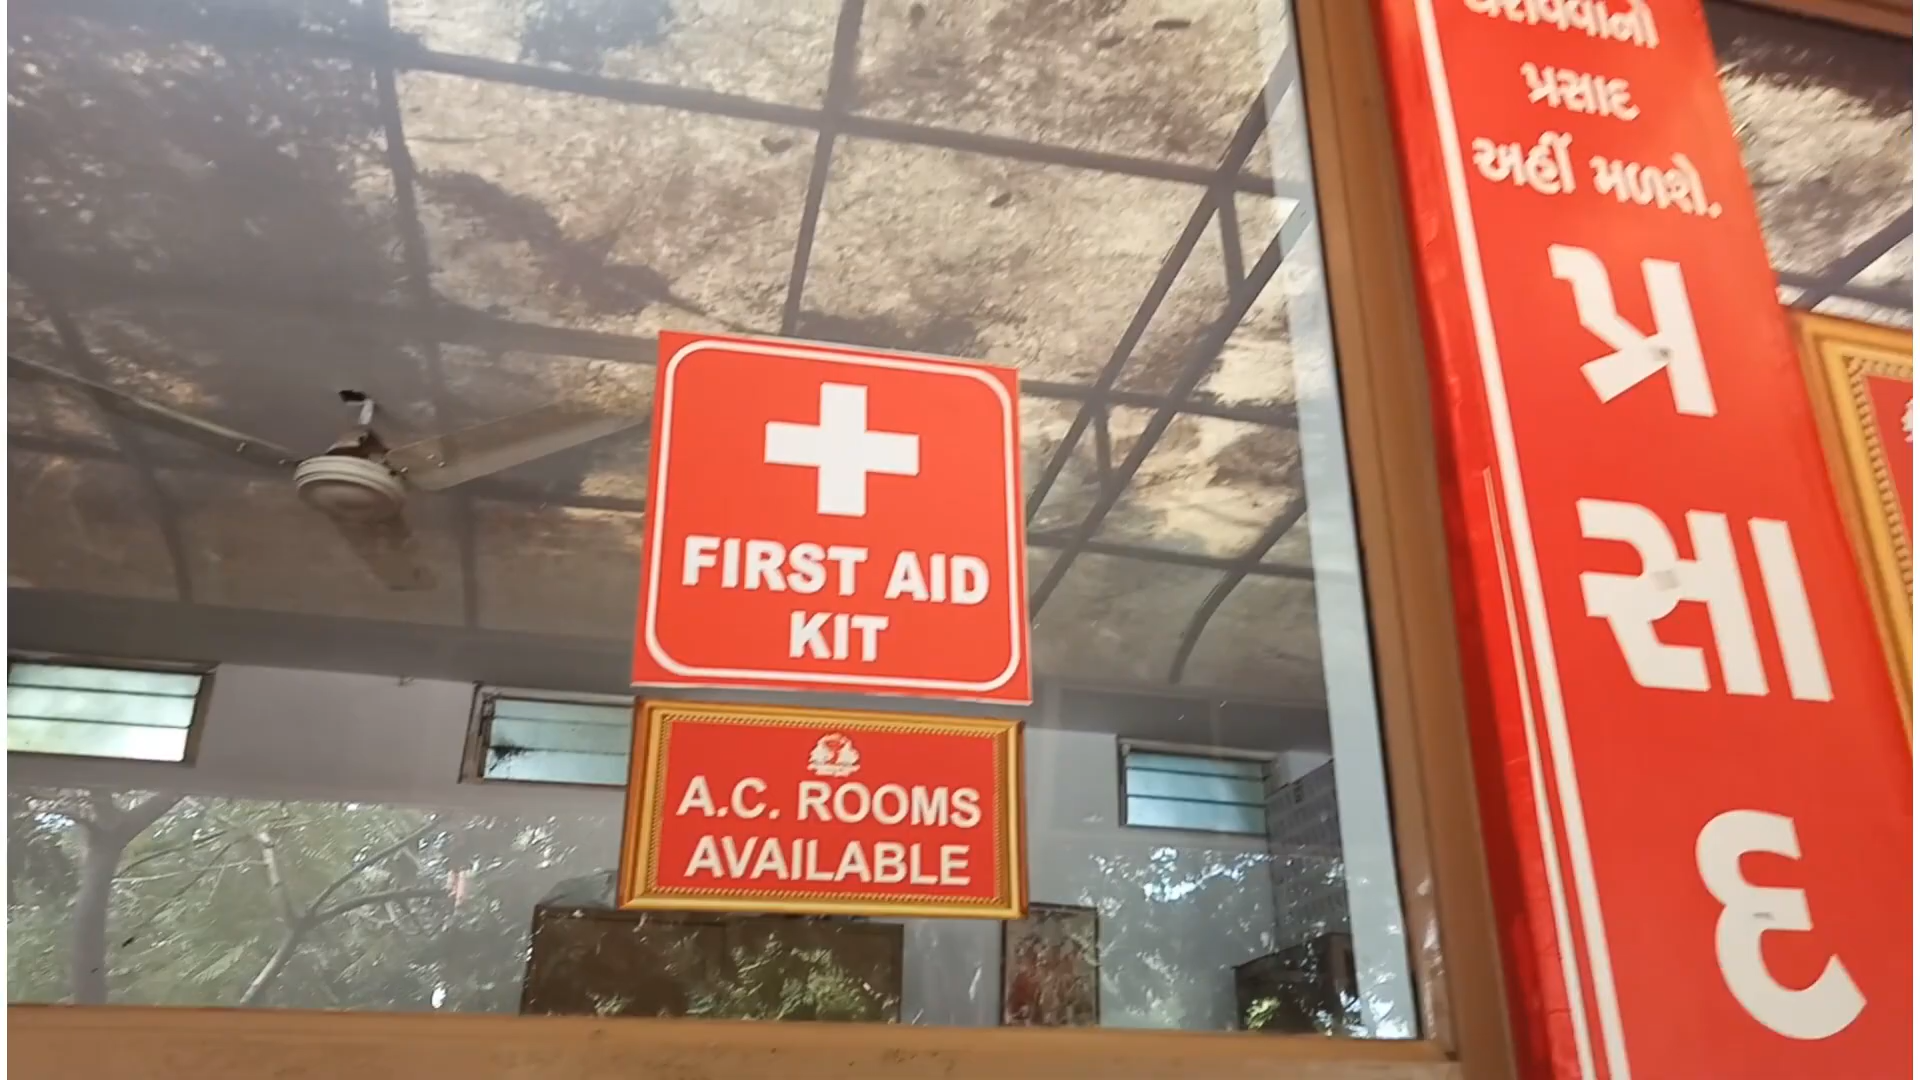 FIRST AID
KIT
A.C. ROOMS
AVAILABLE
પ્રસાદ
અહીં મળશે.
પ્ર
સા
દ